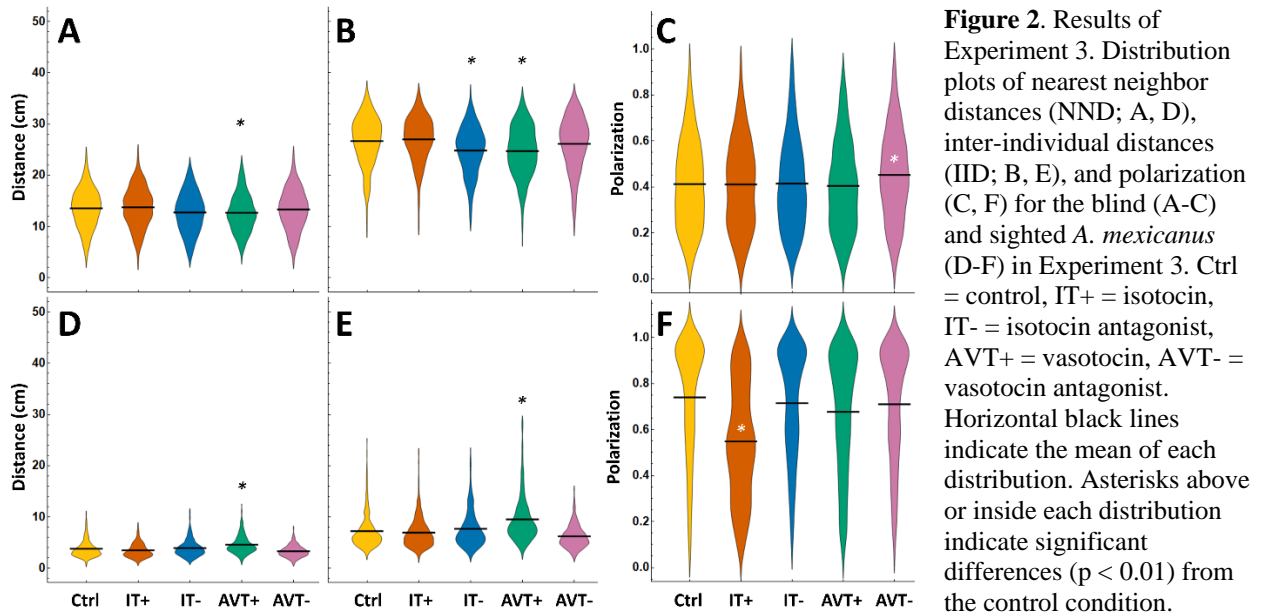 A
B
C
Distance (cm)
50
40
30
20
10
0
*
* *
Polarization
1.0
0.8
0.6
0.4
0.2
0.0
*
D
E
F
Distance (cm)
50
40
30
20
10
0
*
*
Polarization
1.0
0.8
0.6
0.4
0.2
0.0
*
Ctrl IT+ IT- AVT+ AVT-
Ctrl IT+ IT- AVT+ AVT-
Ctrl IT+ IT- AVT+ AVT-
Figure 2. Results of
Experiment 3. Distribution
plots of nearest neighbor
distances (NND; A, D),
inter-individual distances
(IID; B, E), and polarization
(C, F) for the blind (A-C)
and sighted A. mexicanus
(D-F) in Experiment 3. Ctrl
= control, IT+ = isotocin,
IT- = isotocin antagonist,
AVT+ = vasotocin, AVT- =
vasotocin antagonist.
Horizontal black lines
indicate the mean of each
distribution. Asterisks above
or inside each distribution
indicate significant
differences (p < 0.01) from
the control condition.